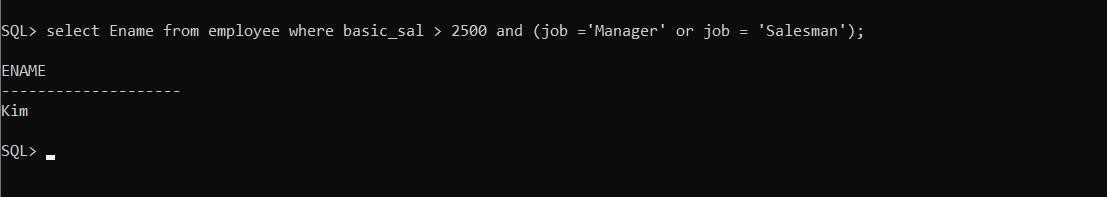 SQL> select Ename from employee where basic_sal > 2500 and (job ='Manager' or job = 'Salesman');
ENAME
--------------------
Kim
SQL>